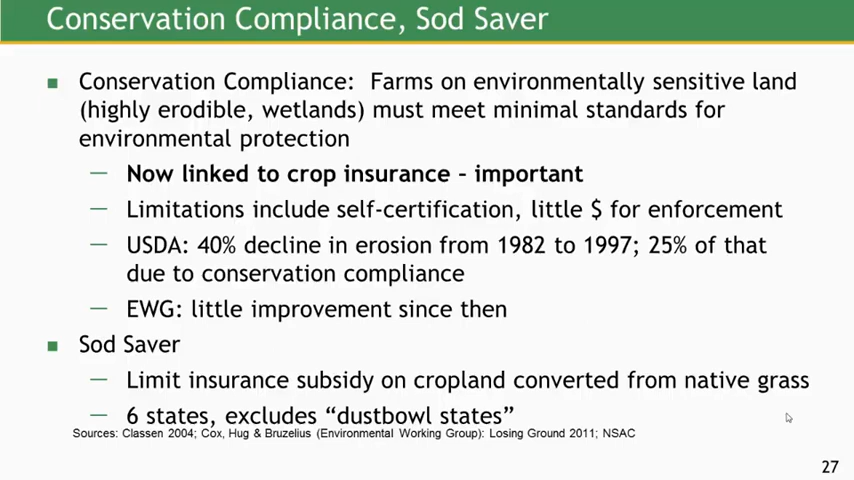 Conservation Compliance, Sod Saver
Conservation Compliance: Farms on environmentally sensitive land
(highly erodible, wetlands) must meet minimal standards for
environmental protection
— Now linked to crop insurance – important
— Limitations include self-certification, little $ for enforcement
— USDA: 40% decline in erosion from 1982 to 1997; 25% of that
due to conservation compliance
— EWG: little improvement since then
Sod Saver
— Limit insurance subsidy on cropland converted from native grass
— 6 states, excludes “dustbowl states”
Sources: Classen 2004; Cox, Hug & Bruzelius (Environmental Working Group): Losing Ground 2011; NSAC
27